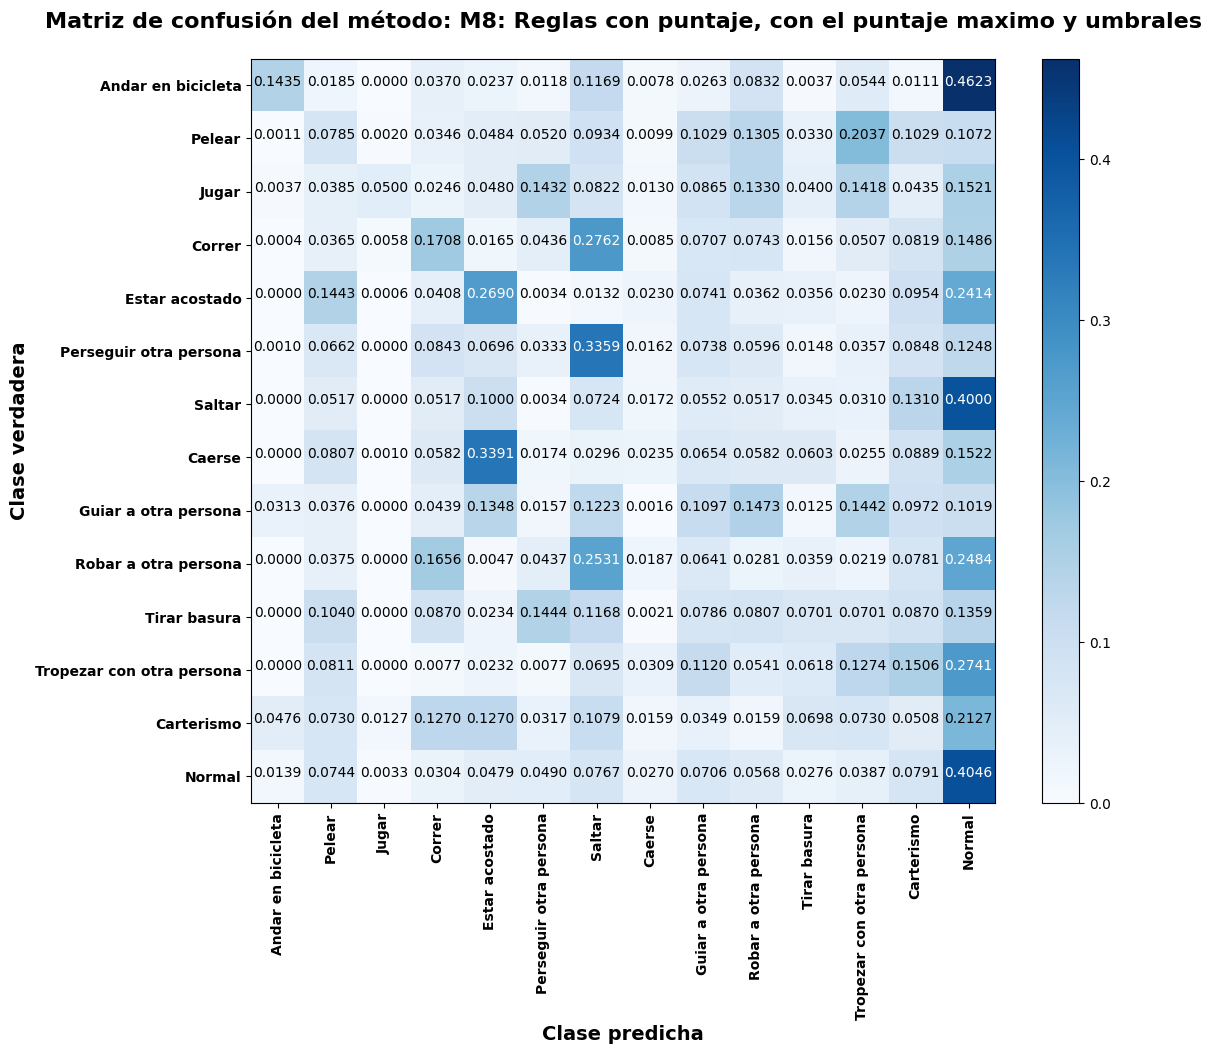 Matriz de confusión del método: M8: Reglas con puntaje, con el puntaje maximo y umbrales
Clase verdadera
Andar en bicicleta 0.1435 0.0185 0.0000 0.0370 0.0237 0.0118 0.1169 0.0078 0.0263 0.0832 0.0037 0.0544 0.0111 0.4623
Pelear 0.0011 0.0785 0.0020 0.0346 0.0484 0.0520 0.0934 0.0099 0.1029 0.1305 0.0330 0.2037 0.1029 0.1072
Jugar 0.0037 0.0385 0.0500 0.0246 0.0480 0.1432 0.0822 0.0130 0.0865 0.1330 0.0400 0.1418 0.0435 0.1521
Correr 0.0004 0.0365 0.0058 0.1708 0.0165 0.0436 0.2762 0.0085 0.0707 0.0743 0.0156 0.0507 0.0819 0.1486
Estar acostado 0.0000 0.1443 0.0006 0.0408 0.2690 0.0034 0.0132 0.0230 0.0741 0.0362 0.0356 0.0230 0.0954 0.2414
Perseguir otra persona 0.0010 0.0662 0.0000 0.0843 0.0696 0.0333 0.3359 0.0162 0.0738 0.0596 0.0148 0.0357 0.0848 0.1248
Saltar 0.0000 0.0517 0.0000 0.0517 0.1000 0.0034 0.0724 0.0172 0.0552 0.0517 0.0345 0.0310 0.1310 0.4000
Caerse 0.0000 0.0807 0.0010 0.0582 0.3391 0.0174 0.0296 0.0235 0.0654 0.0582 0.0603 0.0255 0.0889 0.1522
Guiar a otra persona 0.0313 0.0376 0.0000 0.0439 0.1348 0.0157 0.1223 0.0016 0.1097 0.1473 0.0125 0.1442 0.0972 0.1019
Robar a otra persona 0.0000 0.0375 0.0000 0.1656 0.0047 0.0437 0.2531 0.0187 0.0641 0.0281 0.0359 0.0219 0.0781 0.2484
Tirar basura 0.0000 0.1040 0.0000 0.0870 0.0234 0.1444 0.1168 0.0021 0.0786 0.0807 0.0701 0.0701 0.0870 0.1359
Tropezar con otra persona 0.0000 0.0811 0.0000 0.0077 0.0232 0.0077 0.0695 0.0309 0.1120 0.0541 0.0618 0.1274 0.1506 0.2741
Carterismo 0.0476 0.0730 0.0127 0.1270 0.1270 0.0317 0.1079 0.0159 0.0349 0.0159 0.0698 0.0730 0.0508 0.2127
Normal 0.0139 0.0744 0.0033 0.0304 0.0479 0.0490 0.0767 0.0270 0.0706 0.0568 0.0276 0.0387 0.0791 0.4046
Andar en bicicleta
Pelear
Jugar
Correr
Estar acostado
Perseguir otra persona
Saltar
Caerse
Guiar a otra persona
Robar a otra persona
Tirar basura
Tropezar con otra persona
Carterismo
Normal
Clase predicha
0.4
0.3
0.2
0.1
0.0